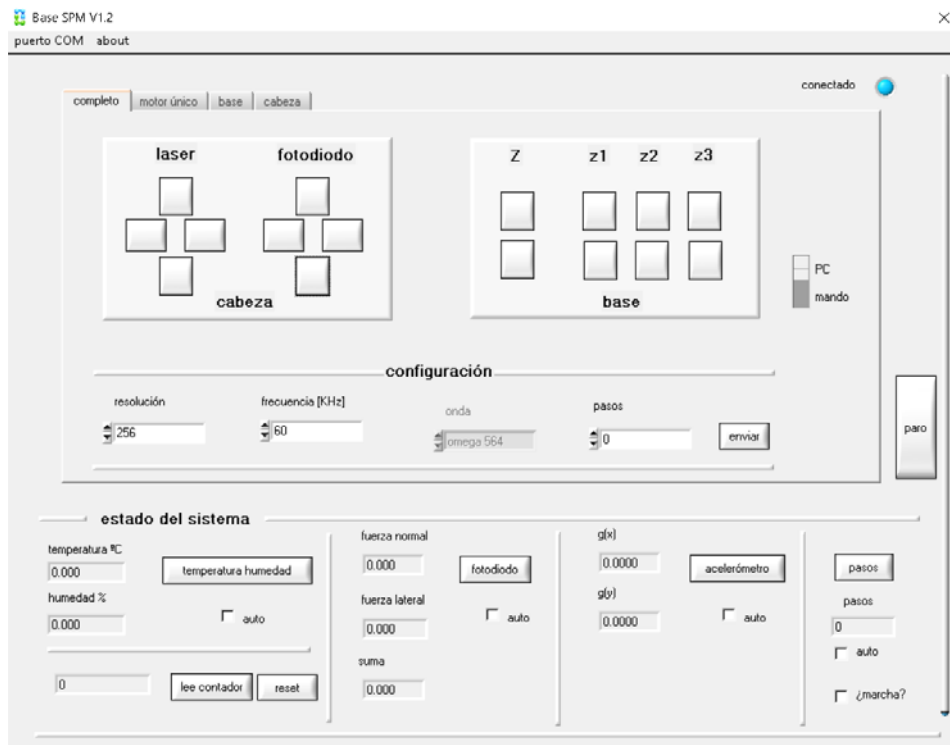 Base SPM V1.2
puerto COM about
conectado
completo motor único base cabeza
laser fotodiodo
cabeza
Z z1 z2 z3
base
PC
mando
configuración
resolución frecuencia [KHz] onda pasos
256 60 omega 564 0 enviar
paro
estado del sistema
temperatura ºC
0.000
temperatura humedad
humedad %
0.000
auto
0 lee contador reset
fuerza normal
0.000
fotodiodo
fuerza lateral
0.000
auto
suma
0.000
g(x)
0.0000
acelerómetro
g(y)
0.0000
auto
pasos
pasos
0
auto
¿marcha?